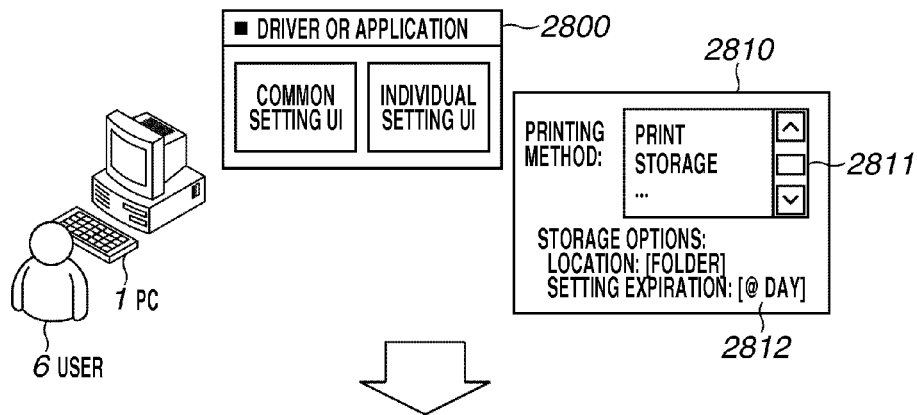 ■ DRIVER OR APPLICATION
2800
COMMON
SETTING UI
INDIVIDUAL
SETTING UI
2810
PRINTING
METHOD:
PRINT
STORAGE
...
2811
STORAGE OPTIONS:
LOCATION: [FOLDER]
SETTING EXPIRATION: [@ DAY]
2812
1 PC
6 USER